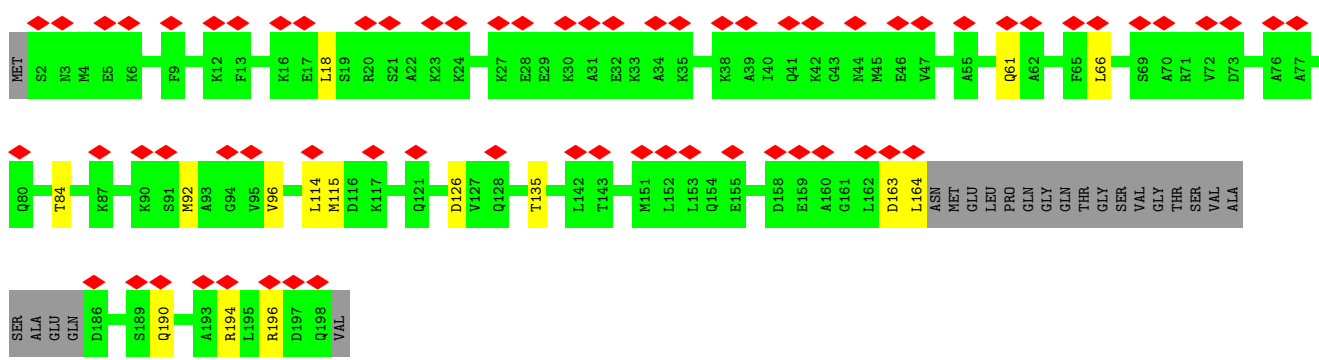 MET S2 N3 M4 E5 K6 F9 K12 F13 K16 E17 L18 S19 R20 S21 A22 K23 K24 K27 E28 E29 K30 A31 E32 K33 A34 K35 K38 A39 I40 Q41 K42 G43 N44 M45 E46 V47 A55 Q61 A62 F65 L66 S69 A70 R71 V72 D73 A76 A77
Q80 T84 K87 K90 S91 M92 A93 G94 V95 V96 L114 M115 D116 K117 Q121 D126 V127 Q128 T135 L142 T143 M151 L152 L153 Q154 E155 D158 E159 A160 G161 L162 D163 L164 ASN MET GLU LEU PRO GLN GLY GLN THR GLY SER VAL GLY THR SER VAL ALA
SER ALA GLU GLN D186 S189 Q190 A193 R194 L195 R196 D197 Q198 VAL